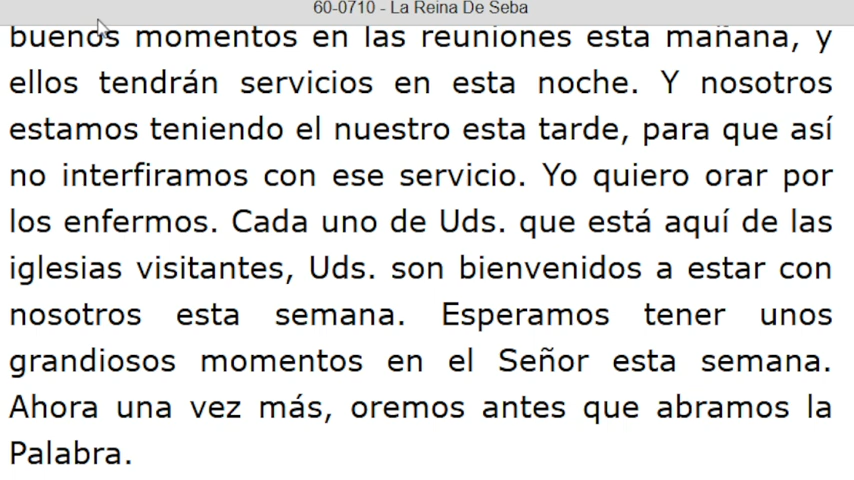 60-0710 - La Reina De Seba
buenos momentos en las reuniones esta mañana, y
ellos tendrán servicios en esta noche. Y nosotros
estamos teniendo el nuestro esta tarde, para que así
no interfiramos con ese servicio. Yo quiero orar por
los enfermos. Cada uno de Uds. que está aquí de las
iglesias visitantes, Uds. son bienvenidos a estar con
nosotros esta semana. Esperamos tener unos
grandiosos momentos en el Señor esta semana.
Ahora una vez más, oremos antes que abramos la
Palabra.